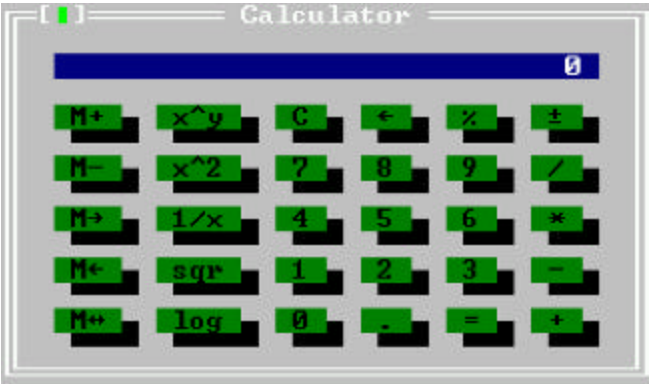 [ ] Calculator
0
M+ x^y C ← % ±
M- x^2 7 8 9 /
M→ 1/x 4 5 6 *
M← sqr 1 2 3 -
M↔ log 0 . = +